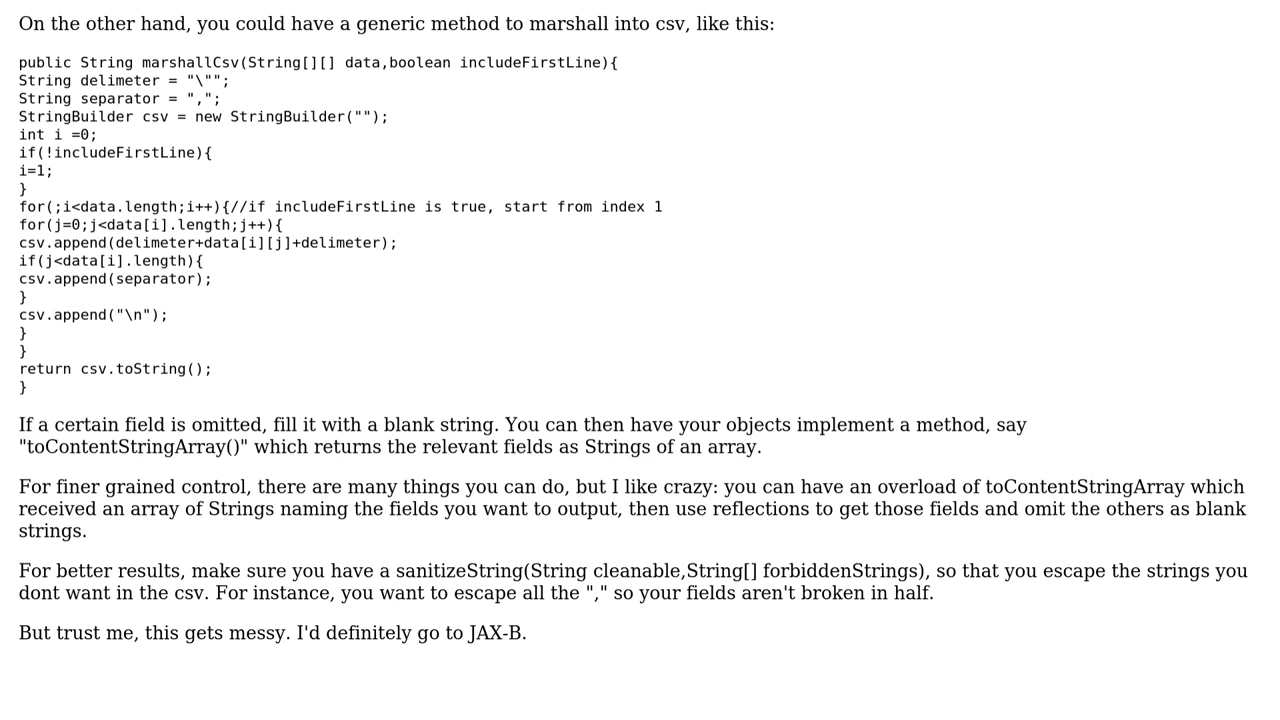 On the other hand, you could have a generic method to marshall into csv, like this:
public String marshallCsv(String[][] data,boolean includeFirstLine){
String delimeter = "\"";
String separator = ",";
StringBuilder csv = new StringBuilder("");
int i =0;
if(!includeFirstLine){
i=1;
}
for(;i<data.length;i++){//if includeFirstLine is true, start from index 1
for(j=0;j<data[i].length;j++){
csv.append(delimeter+data[i][j]+delimeter);
if(j<data[i].length){
csv.append(separator);
}
csv.append("\n");
}
}
return csv.toString();
}
If a certain field is omitted, fill it with a blank string. You can then have your objects implement a method, say
"toContentStringArray()" which returns the relevant fields as Strings of an array.
For finer grained control, there are many things you can do, but I like crazy: you can have an overload of toContentStringArray which
received an array of Strings naming the fields you want to output, then use reflections to get those fields and omit the others as blank
strings.
For better results, make sure you have a sanitizeString(String cleanable,String[] forbiddenStrings), so that you escape the strings you
dont want in the csv. For instance, you want to escape all the "," so your fields aren't broken in half.
But trust me, this gets messy. I'd definitely go to JAX-B.